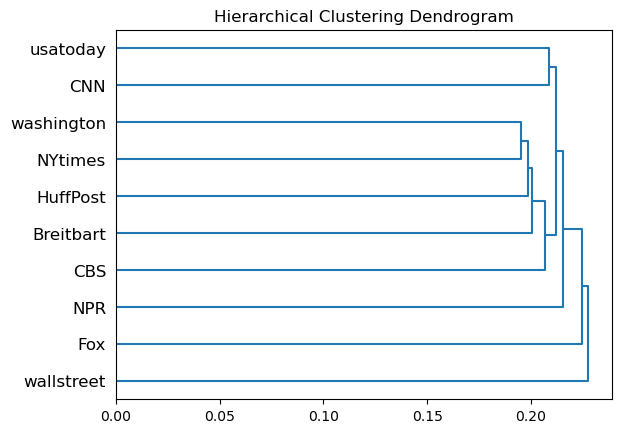 Hierarchical Clustering Dendrogram
usatoday
CNN
washington
NYtimes
HuffPost
Breitbart
CBS
NPR
Fox
wallstreet
0.00 0.05 0.10 0.15 0.20